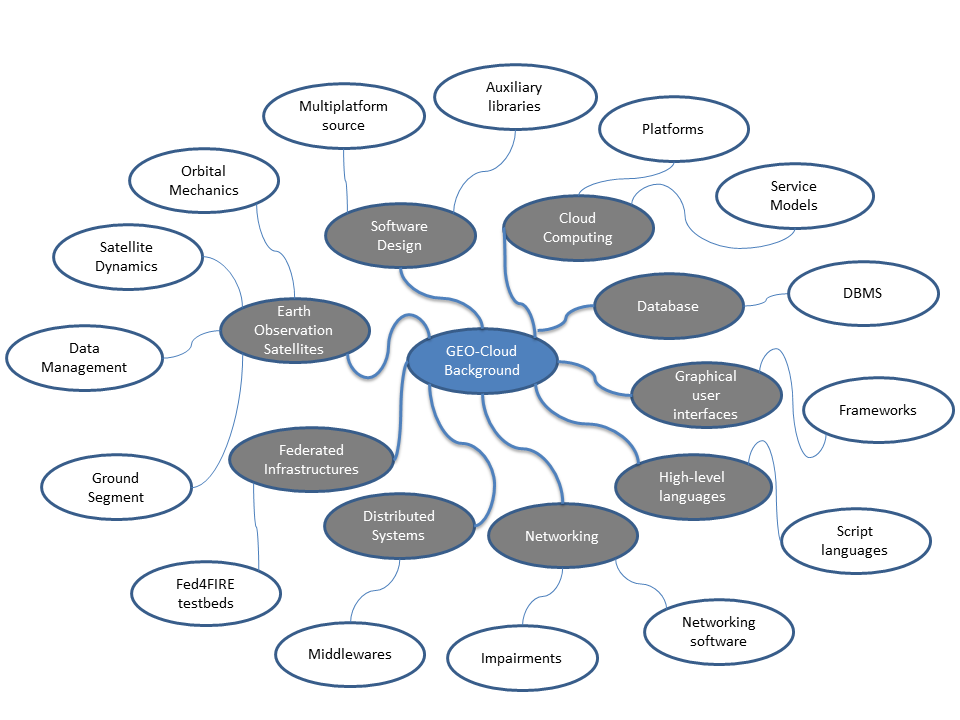 Auxiliary
libraries
Multiplatform
source
Platforms
Orbital
Mechanics
Service
Models
Software
Design
Cloud
Computing
Satellite
Dynamics
DBMS
Database
Earth
Observation
Satellites
GEO-Cloud
Background
Data
Management
Graphical
user
interfaces
Frameworks
Federated
Infrastructures
High-level
languages
Ground
Segment
Distributed
Systems
Networking
Script
languages
Fed4FIRE
testbeds
Networking
software
Middlewares
Impairments